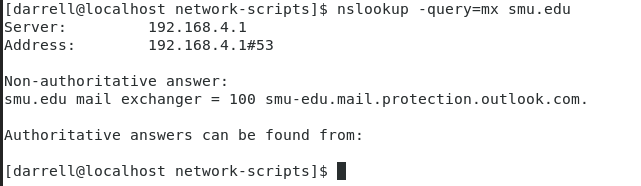 [darrell@localhost network-scripts]$ nslookup -query=mx smu.edu
Server:         192.168.4.1
Address:        192.168.4.1#53

Non-authoritative answer:
smu.edu mail exchanger = 100 smu-edu.mail.protection.outlook.com.

Authoritative answers can be found from:

[darrell@localhost network-scripts]$